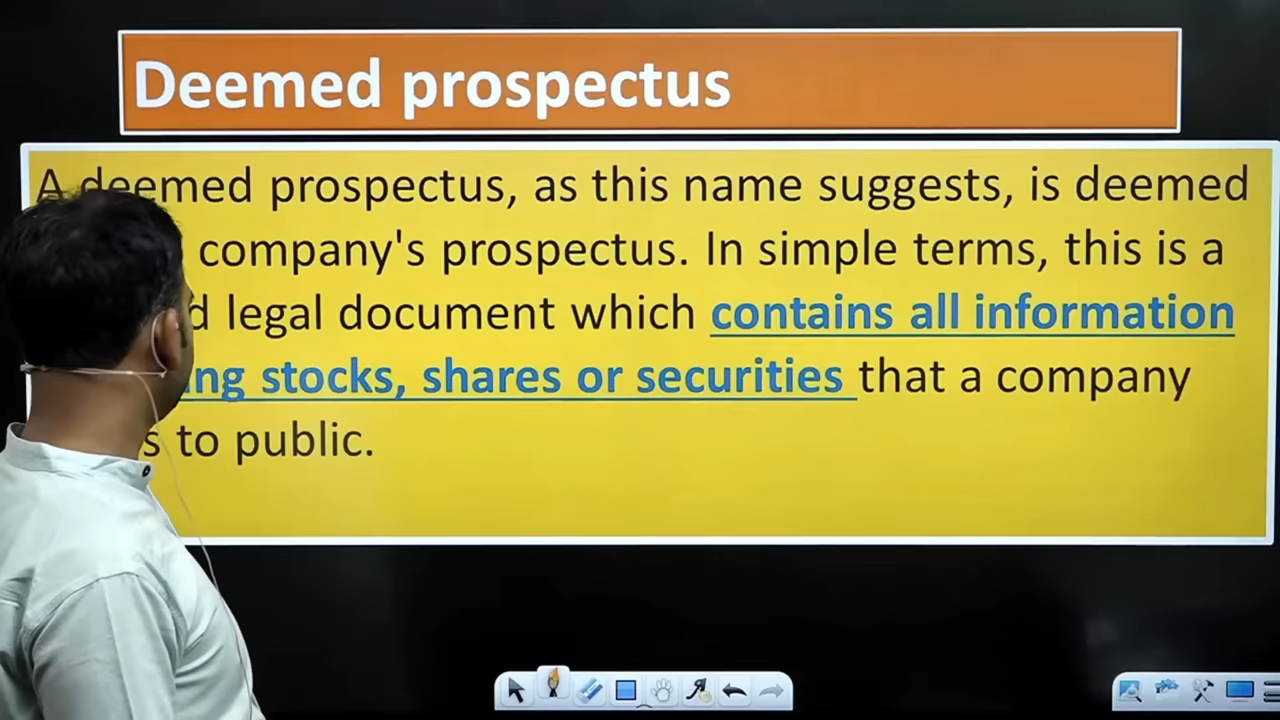 Deemed prospectus
A deemed prospectus, as this name suggests, is deemed
company's prospectus. In simple terms, this is a
legal document which contains all information
stocks, shares or securities that a company
to public.